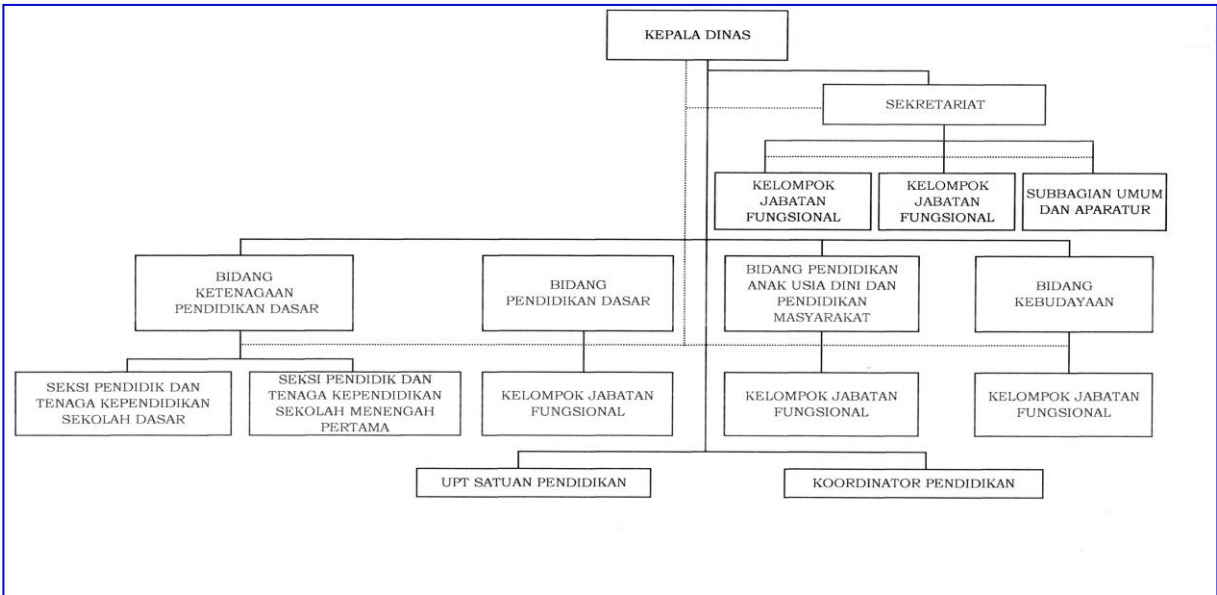 KEPALA DINAS
SEKRETARIAT
KELOMPOK
JABATAN
FUNGSIONAL
KELOMPOK
JABATAN
FUNGSIONAL
SUBBAGIAN UMUM
DAN APARATUR
BIDANG
KETENAGAAN
PENDIDIKAN DASAR
BIDANG
PENDIDIKAN DASAR
BIDANG PENDIDIKAN
ANAK USIA DINI DAN
PENDIDIKAN
MASYARAKAT
BIDANG
KEBUDAYAAN
SEKSI PENDIDIK DAN
TENAGA KEPENDIDIKAN
SEKOLAH DASAR
SEKSI PENDIDIK DAN
TENAGA KEPENDIDIKAN
SEKOLAH MENENGAH
PERTAMA
KELOMPOK JABATAN
FUNGSIONAL
KELOMPOK JABATAN
FUNGSIONAL
KELOMPOK JABATAN
FUNGSIONAL
UPT SATUAN PENDIDIKAN
KOORDINATOR PENDIDIKAN